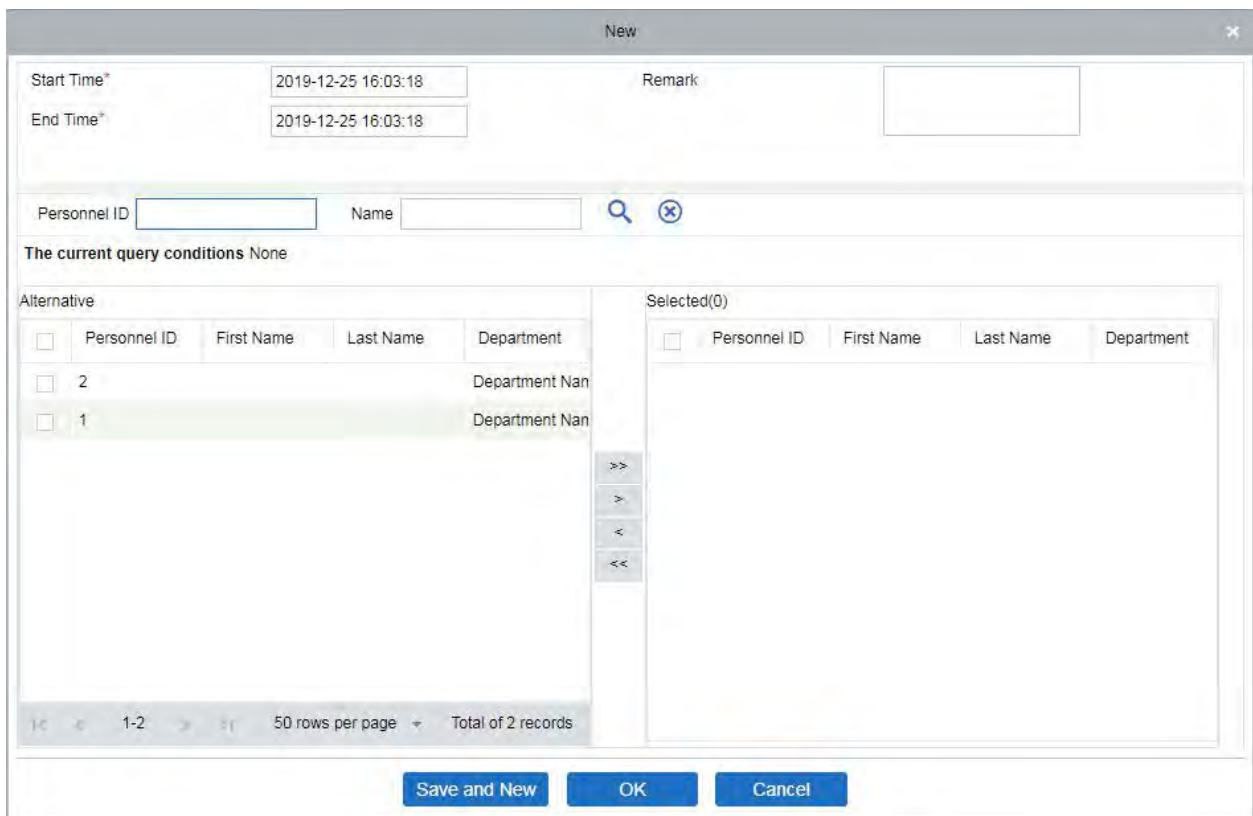 New
Start Time* 2019-12-25 16:03:18 Remark
End Time* 2019-12-25 16:03:18
Personnel ID Name
The current query conditions None
Alternative Selected(0)
Personnel ID First Name Last Name Department Personnel ID First Name Last Name Department
2 Department Nan
1 Department Nan
>>
>
<
<<
1-2 50 rows per page Total of 2 records
Save and New OK Cancel